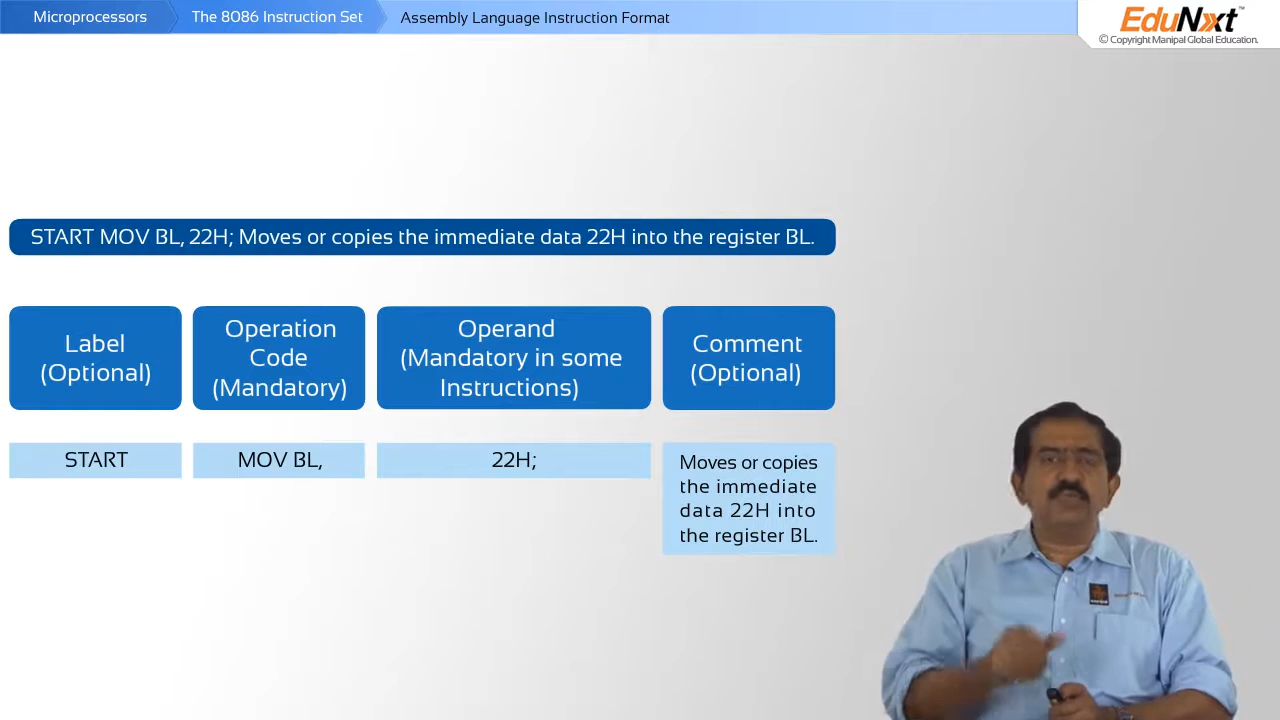 Microprocessors
The 8086 Instruction Set
Assembly Language Instruction Format
EduNxt™
© Copyright Manipal Global Education.
START MOV BL, 22H; Moves or copies the immediate data 22H into the register BL.
Label
(Optional)
Operation
Code
(Mandatory)
Operand
(Mandatory in some
Instructions)
Comment
(Optional)
START
MOV BL,
22H;
Moves or copies
the immediate
data 22H into
the register BL.